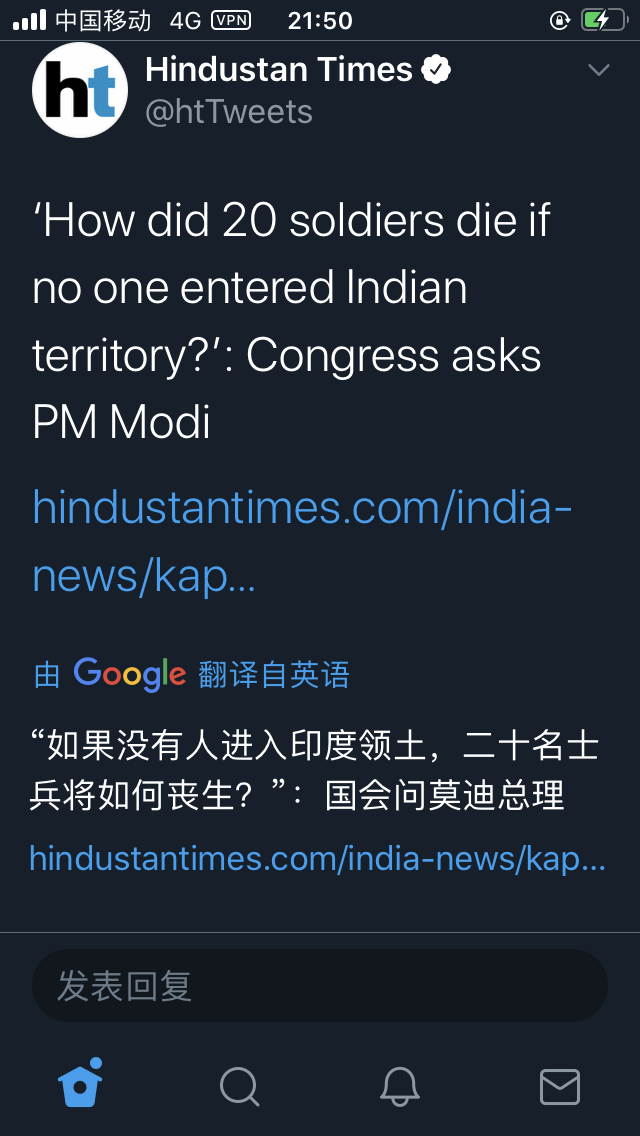 中国移动 4G VPN 21:50
ht
Hindustan Times
@htTweets
‘How did 20 soldiers die if
no one entered Indian
territory?’: Congress asks
PM Modi
hindustantimes.com/india-
news/kap...
由 Google 翻译自英语
“如果没有人进入印度领土，二十名士
兵将如何丧生？”：国会问莫迪总理
hindustantimes.com/india-news/kap...
发表回复